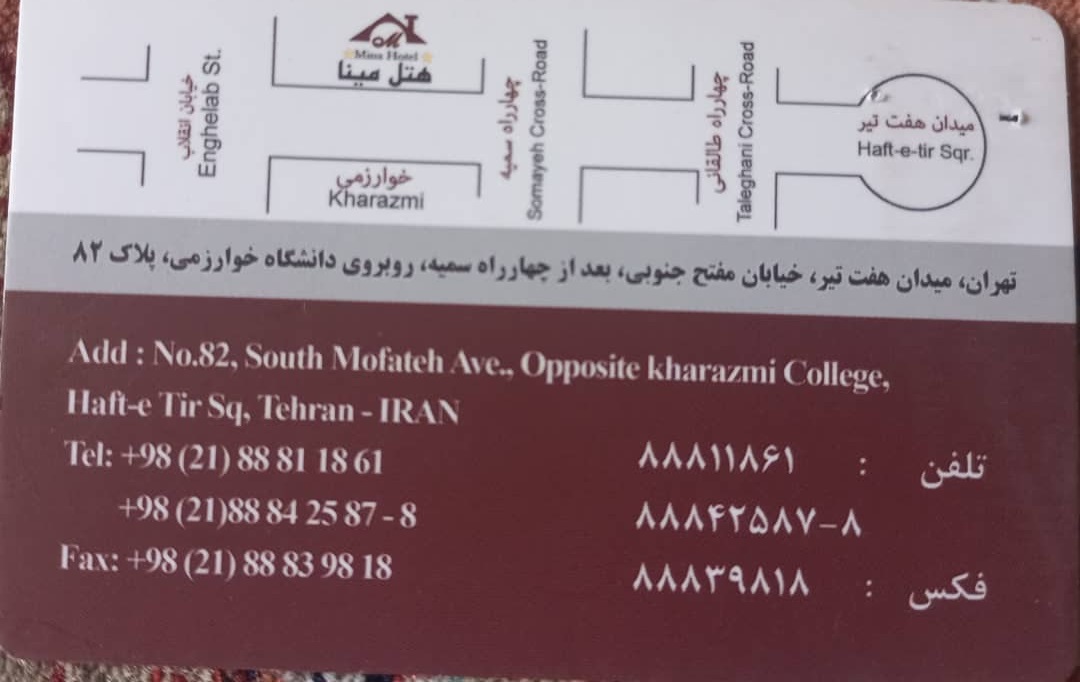 Mina Hotel
هتل مینا
خیابان انقلاب
Enghelab St.
خوارزمی
Kharazmi
چهارراه سمیه
Somayeh Cross-Road
چهارراه طالقانی
Taleghani Cross-Road
میدان هفت تیر
Haft-e-tir Sqr.
تهران، میدان هفت تیر، خیابان مفتح جنوبی، بعد از چهارراه سمیه، روبروی دانشگاه خوارزمی، پلاک ۸۲
Add : No.82, South Mofateh Ave., Opposite kharazmi College,
Haft-e Tir Sq, Tehran - IRAN
Tel: +98 (21) 88 81 18 61
تلفن : ۸۸۸۱۱۸۶۱
+98 (21)88 84 25 87 - 8
۸۸۸۴۲۵۸۷-۸
Fax: +98 (21) 88 83 98 18
فکس : ۸۸۸۳۹۸۱۸